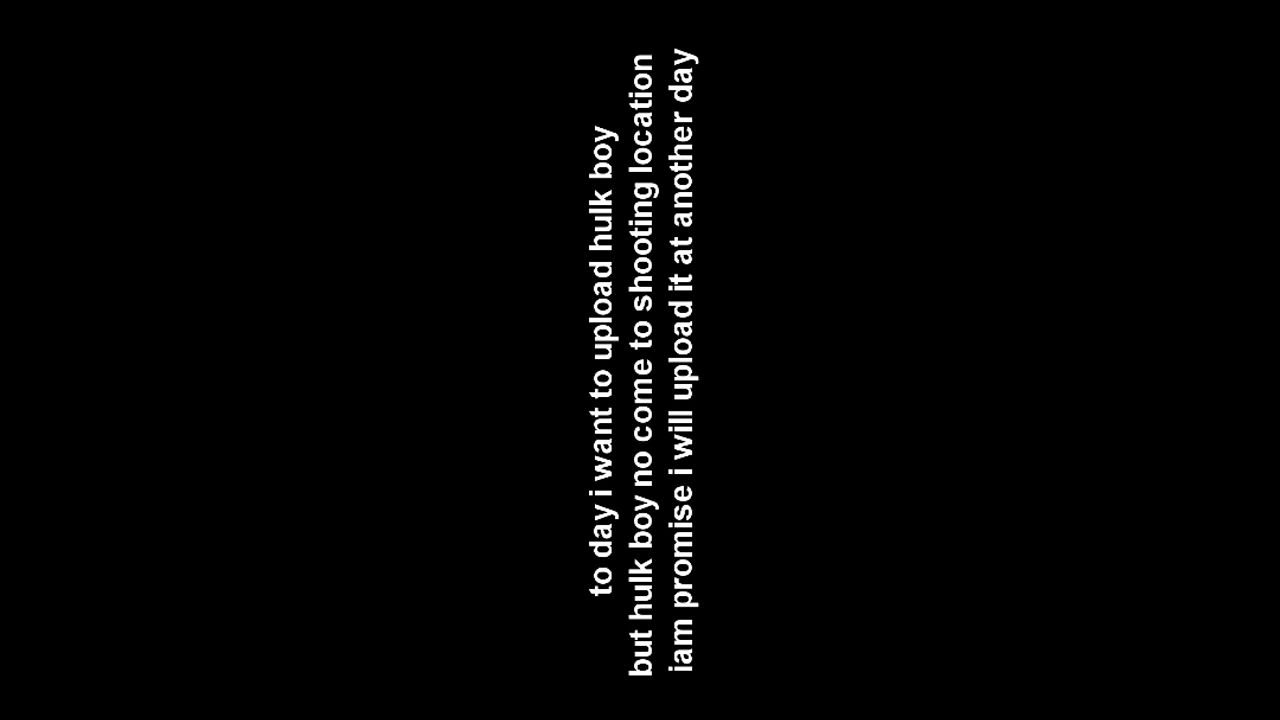 to day i want to upload hulk boy
but hulk boy no come to shooting location
iam promise i will upload it at another day